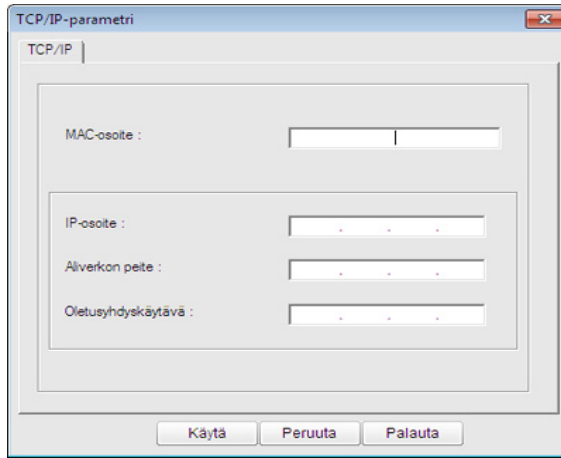 TCP/IP-parametri
TCP/IP
MAC-osoite :
IP-osoite :
. . .
Aliverkon peite :
. . .
Oletusyhdyskäytävä :
. . .
Käytä Peruuta Palauta